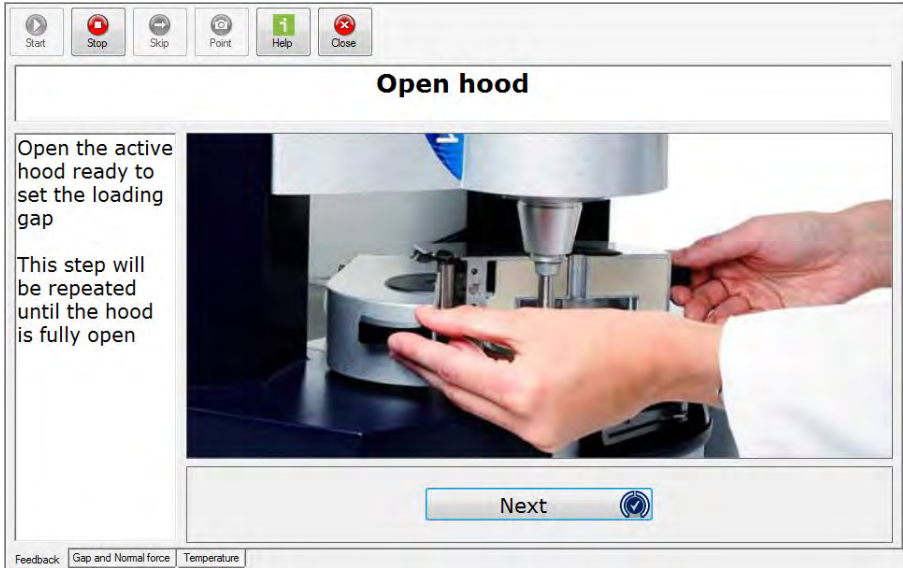 Start Stop Skip Point Help Close
Open hood
Open the active
hood ready to
set the loading
gap
This step will
be repeated
until the hood
is fully open
Next
Feedback Gap and Normal force Temperature